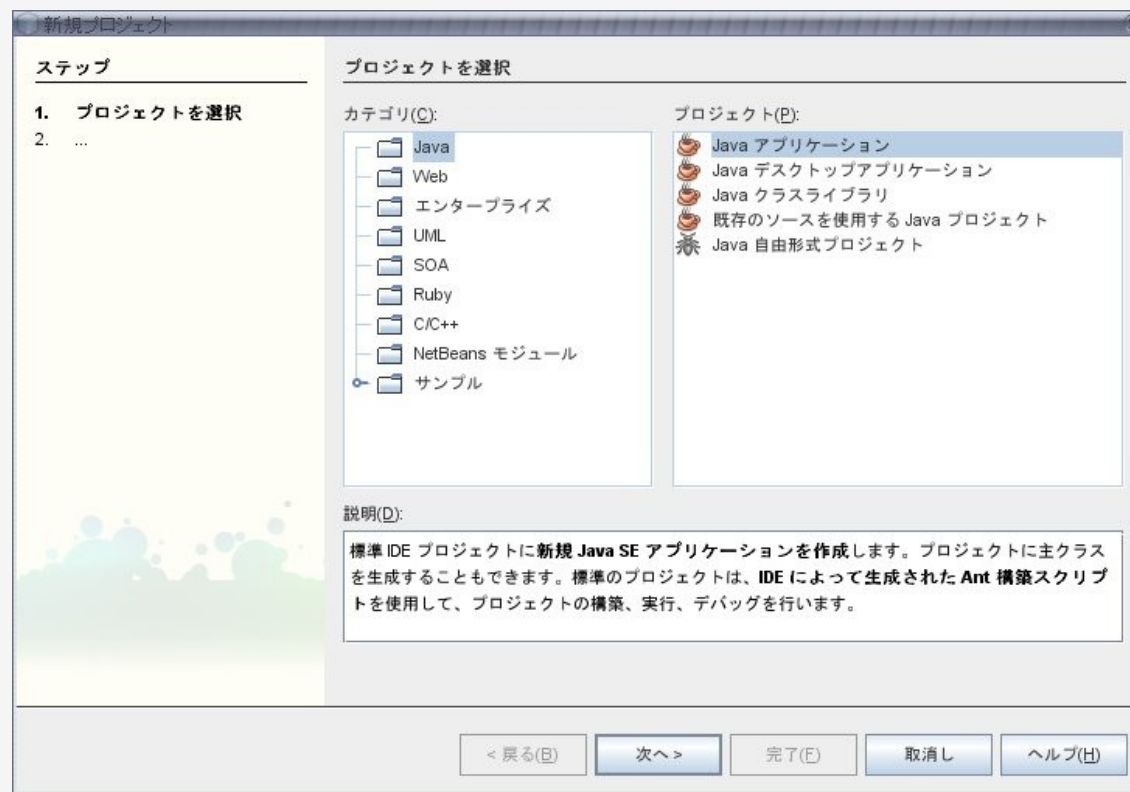 新規プロジェクト
ステップ
1. プロジェクトを選択
2. ...
プロジェクトを選択
カテゴリ(C):
Java
Web
エンタープライズ
UML
SOA
Ruby
C/C++
NetBeans モジュール
サンプル
プロジェクト(P):
Java アプリケーション
Java デスクトップアプリケーション
Java クラスライブラリ
既存のソースを使用する Java プロジェクト
Java 自由形式プロジェクト
説明(D):
標準 IDE プロジェクトに新規 Java SE アプリケーションを作成します。プロジェクトに主クラス
を生成することもできます。標準のプロジェクトは、IDE によって生成された Ant 構築スクリプ
トを使用して、プロジェクトの構築、実行、デバッグを行います。
< 戻る(B)
次へ >
完了(F)
取消し
ヘルプ(H)